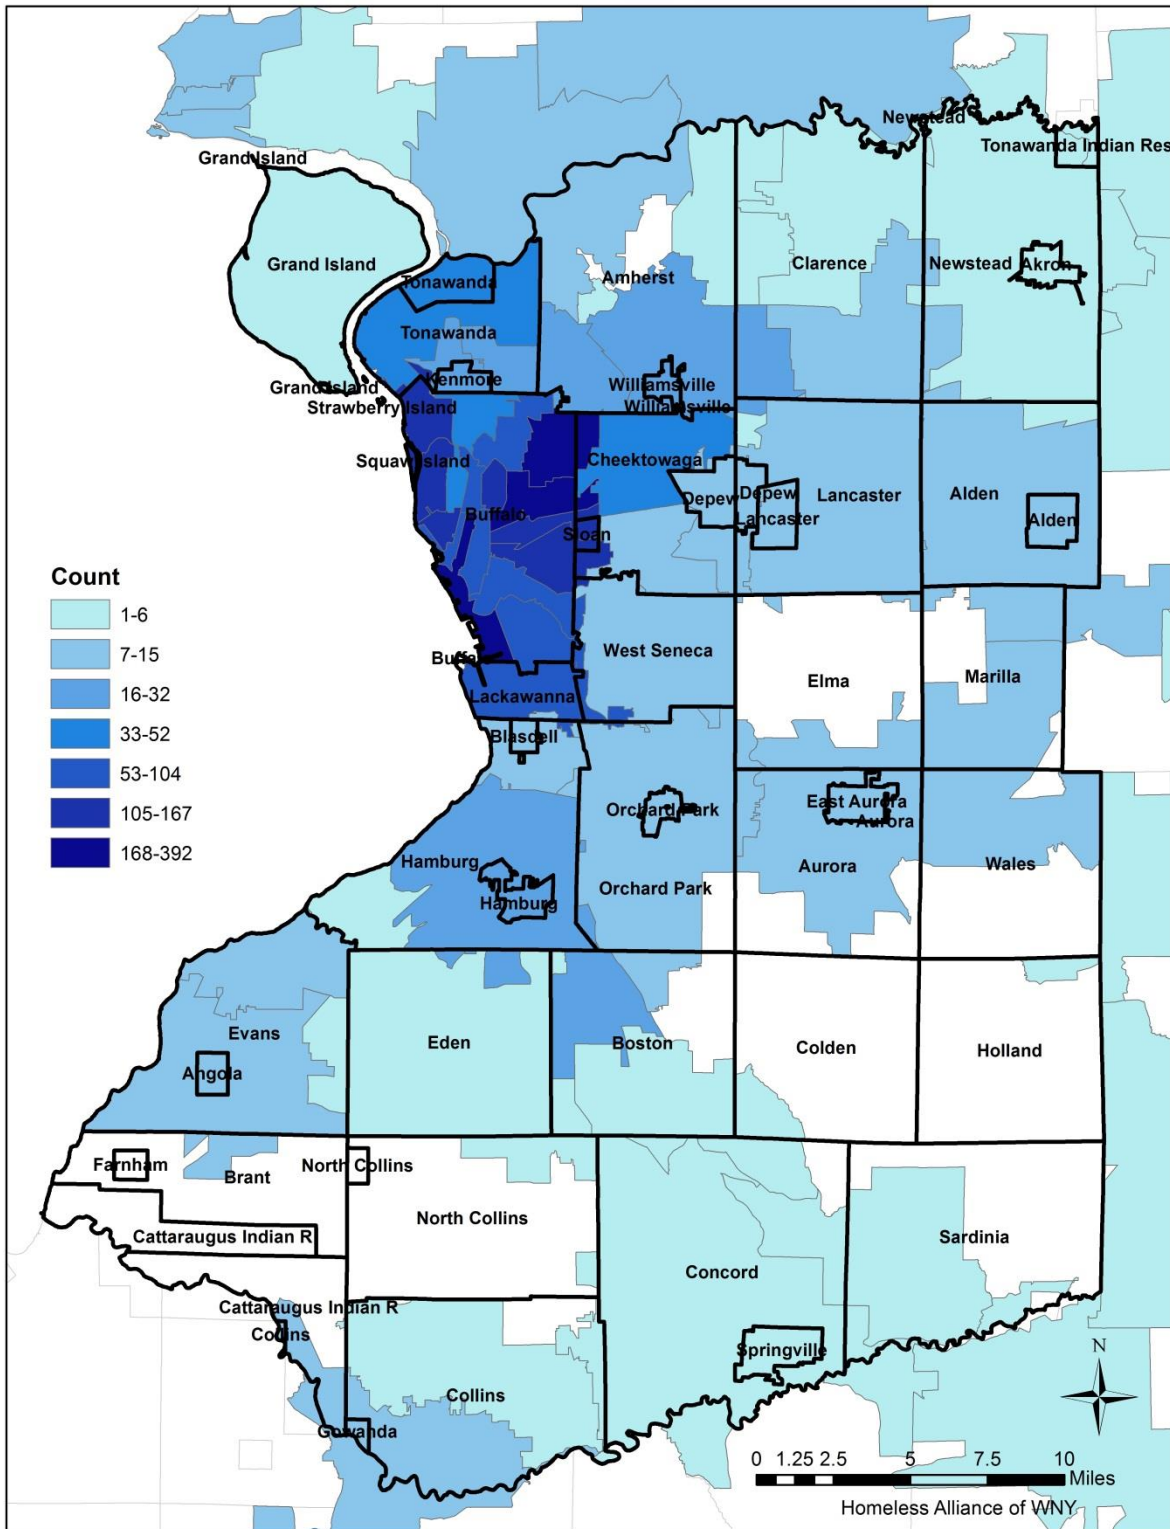 Newstead
Tonawanda Indian Res
Grand Island
Grand Island
Clarence
Newstead
Akron
Amherst
Tonawanda
Tonawanda
Kenmore
Williamsville
Williamsville
Grand Island
Strawberry Island
Squaw Island
Cheektowaga
Depew
Depew
Lancaster
Lancaster
Alden
Alden
Buffalo
Sloan
Count
1-6
7-15
16-32
33-52
53-104
105-167
168-392
West Seneca
Buffalo
Elma
Marilla
Lackawanna
Blasdell
Orchard Park
East Aurora
Aurora
Hamburg
Aurora
Wales
Orchard Park
Hamburg
Evans
Eden
Boston
Colden
Holland
Angola
Farnham
Brant
North Collins
North Collins
Cattaraugus Indian R
Sardinia
Concord
Cattaraugus Indian R
Collins
Springville
N
Collins
Gowanda
0 1.25 2.5 5 7.5 10
Miles
Homeless Alliance of WNY